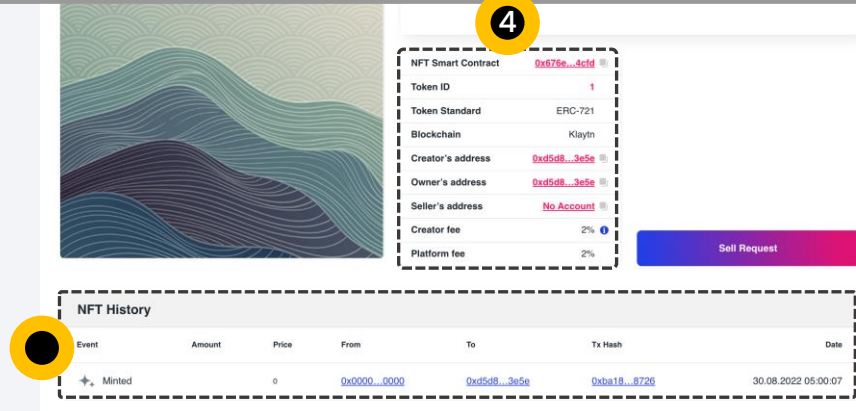 4
NFT Smart Contract 0x676e...4cfd
Token ID 1
Token Standard ERC-721
Blockchain Klaytn
Creator's address 0xd5d8...3e5e
Owner's address 0xd5d8...3e5e
Seller's address No Account
Creator fee 2%
Platform fee 2%
Sell Request
NFT History
Event Amount Price From To Tx Hash Date
Minted 0 0x0000...0000 0xd5d8...3e5e 0xba18...8726 30.08.2022 05:00:07